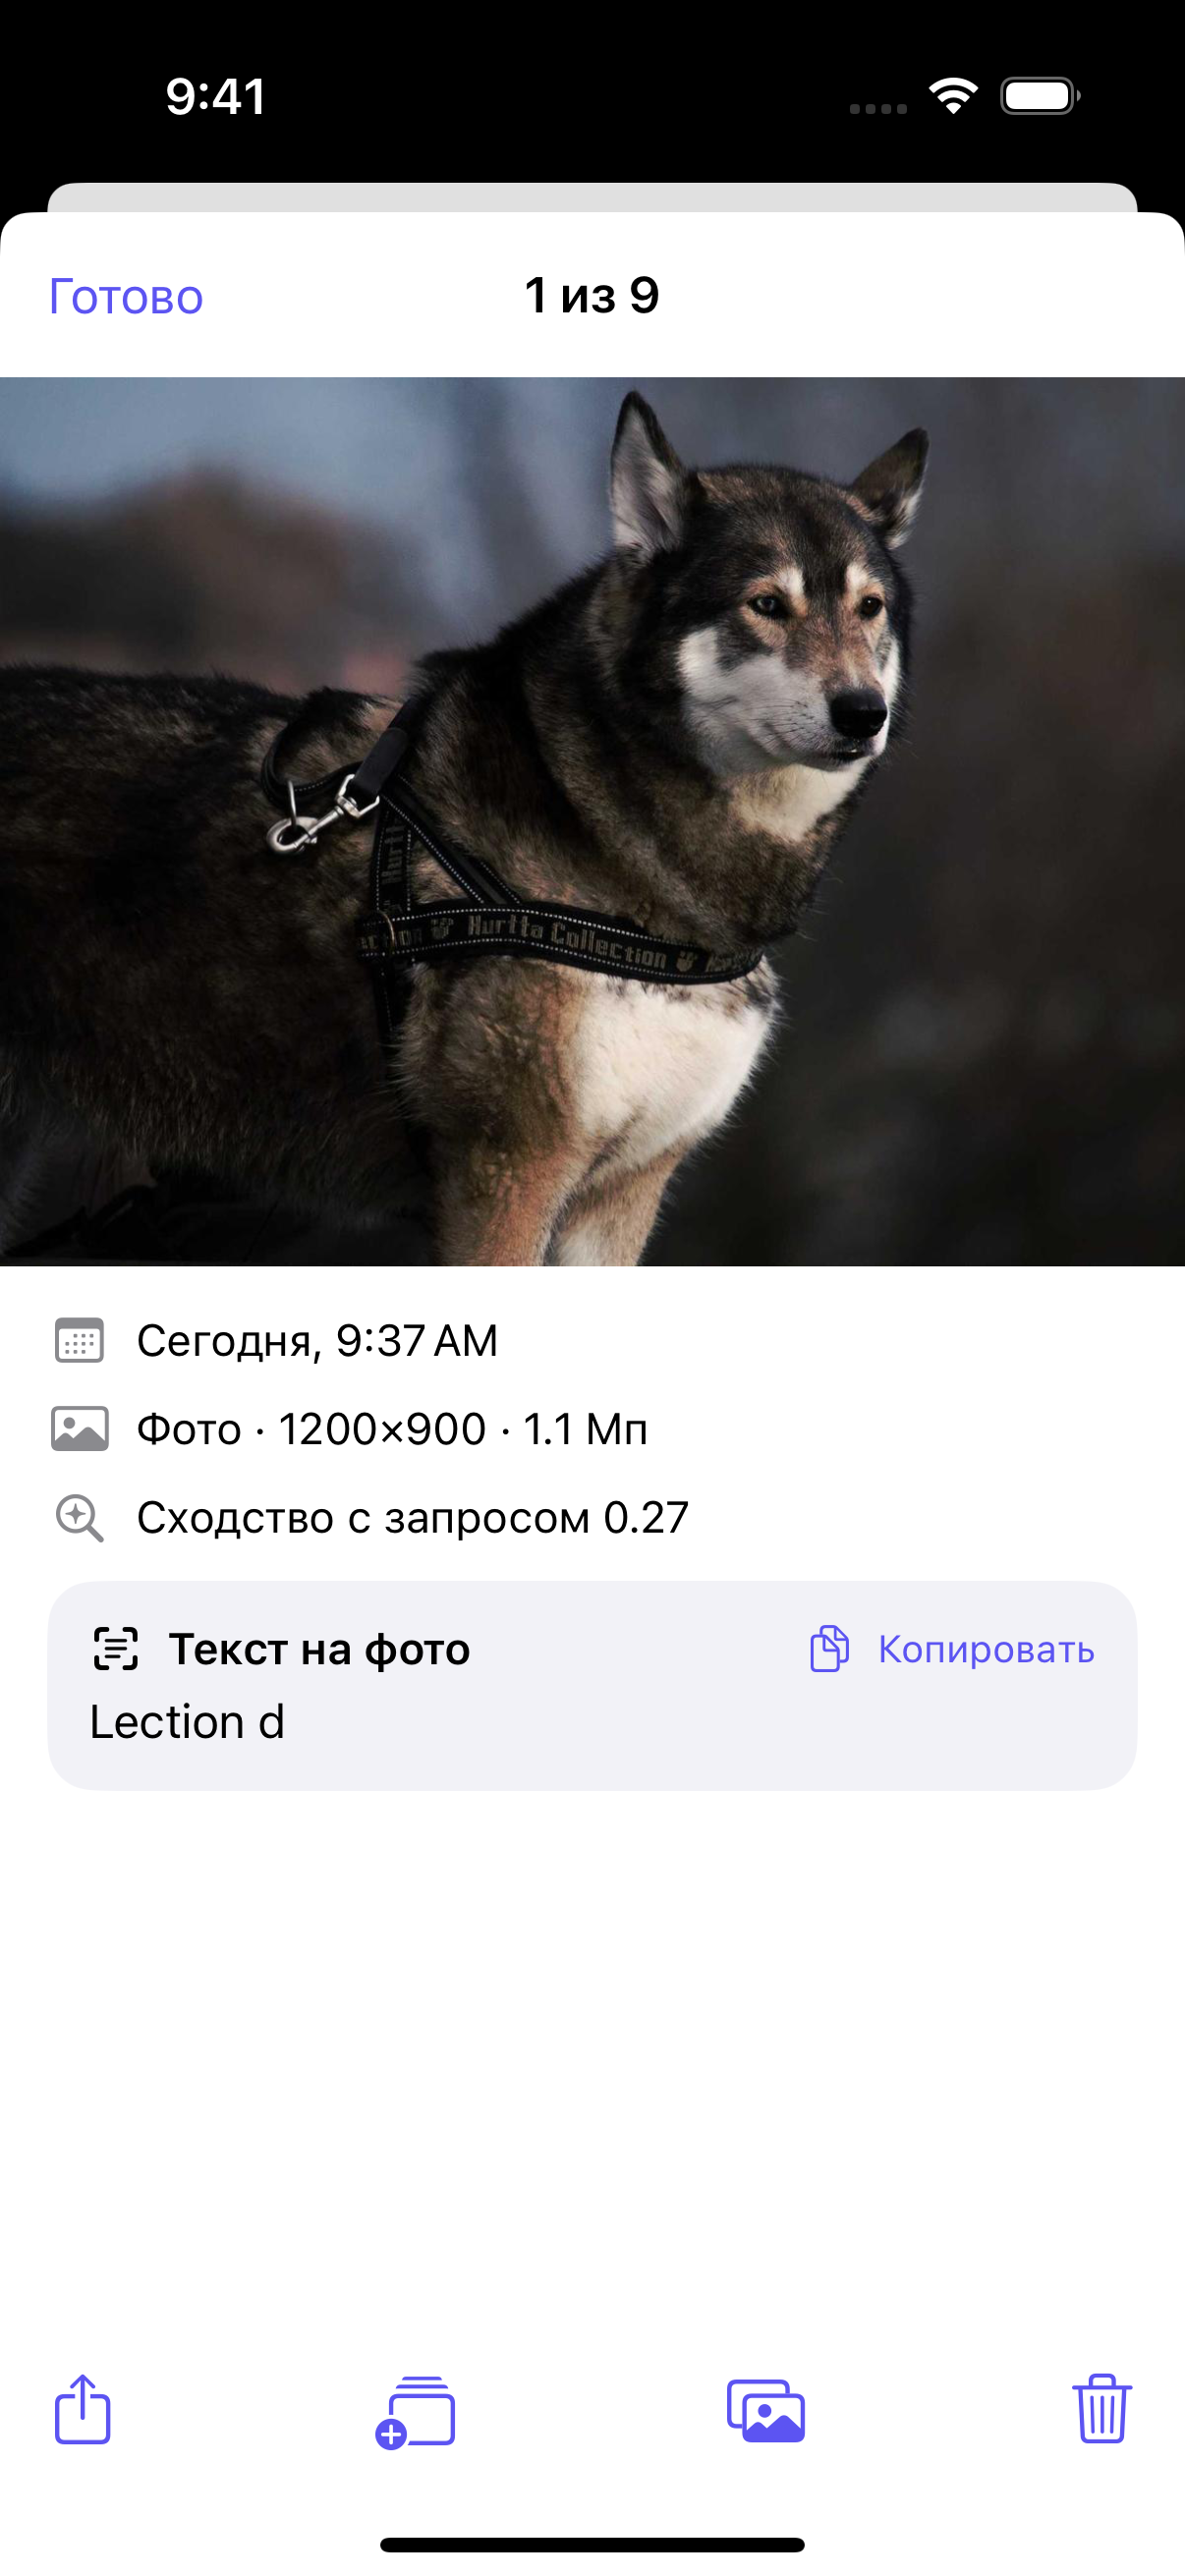 9:41
Готово
1 из 9
Hurtta Collection
Сегодня, 9:37 AM
Фото · 1200×900 · 1.1 Мп
Сходство с запросом 0.27
Текст на фото
Копировать
Lection d